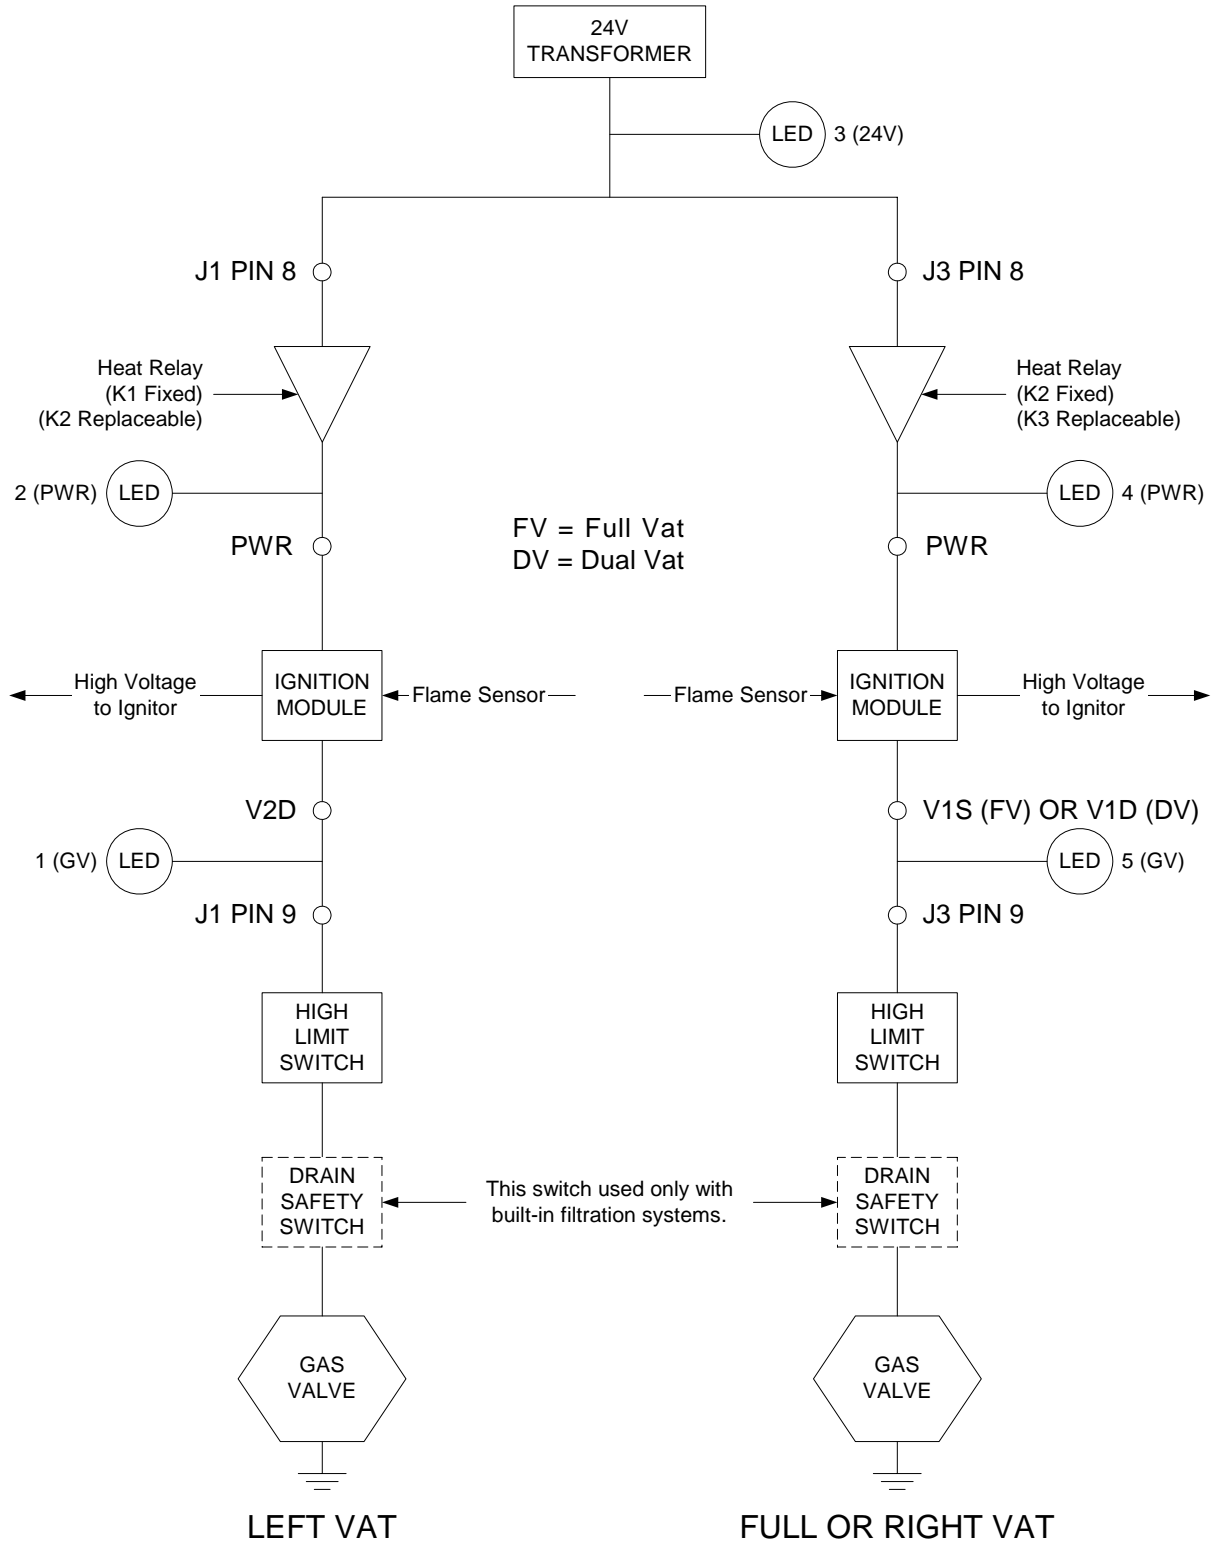 24V
TRANSFORMER
LED 3 (24V)
J1 PIN 8
J3 PIN 8
Heat Relay
(K1 Fixed)
(K2 Replaceable)
Heat Relay
(K2 Fixed)
(K3 Replaceable)
2 (PWR) LED
LED 4 (PWR)
FV = Full Vat
DV = Dual Vat
PWR
PWR
High Voltage
to Ignitor
IGNITION
MODULE
Flame Sensor
Flame Sensor
IGNITION
MODULE
High Voltage
to Ignitor
V2D
V1S (FV) OR V1D (DV)
1 (GV) LED
LED 5 (GV)
J1 PIN 9
J3 PIN 9
HIGH
LIMIT
SWITCH
HIGH
LIMIT
SWITCH
DRAIN
SAFETY
SWITCH
This switch used only with
built-in filtration systems.
DRAIN
SAFETY
SWITCH
GAS
VALVE
GAS
VALVE
LEFT VAT
FULL OR RIGHT VAT